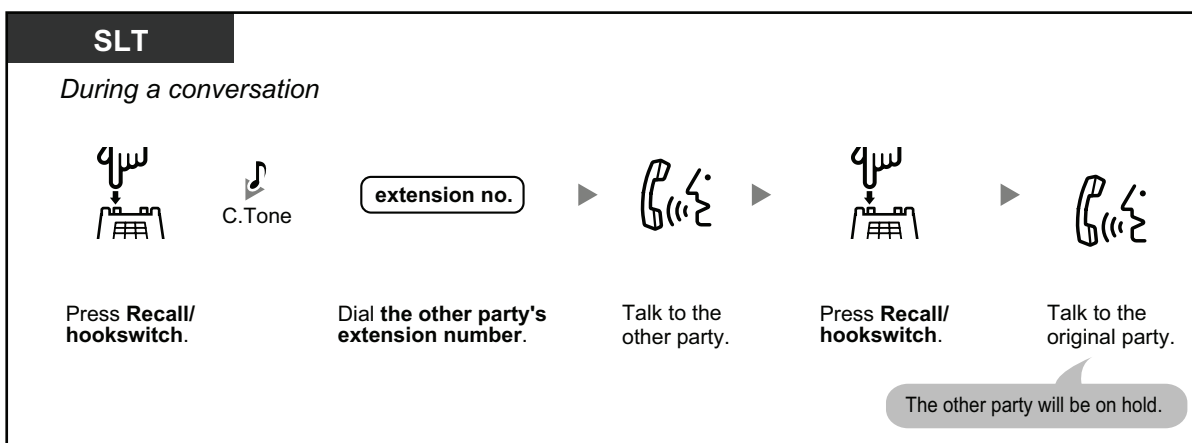 SLT
During a conversation
C.Tone
extension no.
Press Recall/
hookswitch.
Dial the other party's
extension number.
Talk to the
other party.
Press Recall/
hookswitch.
Talk to the
original party.
The other party will be on hold.